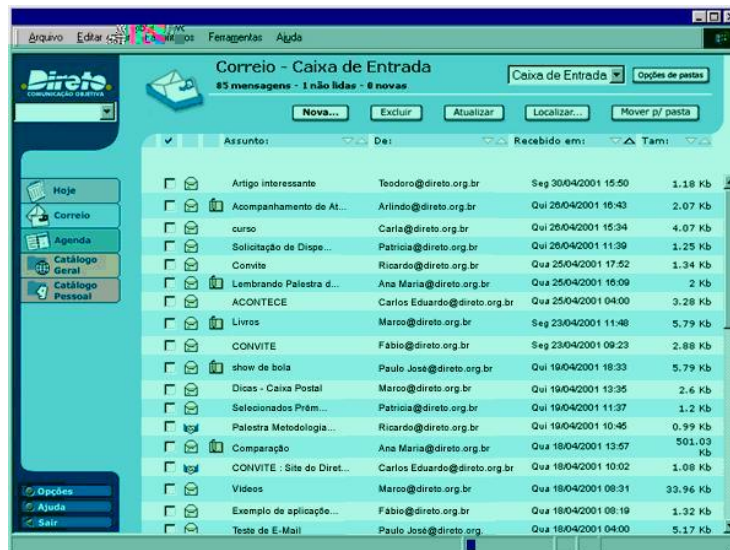 Arquivo Editar Ferramentas Ajuda
Direto
COMUNICAÇÃO OBJETIVA
Correio - Caixa de Entrada
85 mensagens - 1 não lidas - 0 novas
Caixa de Entrada Opções de pastas
Nova... Excluir Atualizar Localizar... Mover p/ pasta
Assunto: De: Recebido em: Tam:
Hoje
Correio
Agenda
Catálogo Geral
Catálogo Pessoal
Opções
Ajuda
Sair
Artigo interessante Teodoro@direto.org.br Seg 30/04/2001 15:50 1.18 Kb
Acompanhamento de At... Arlindo@direto.org.br Qui 26/04/2001 16:43 2.07 Kb
curso Carla@direto.org.br Qui 26/04/2001 15:34 4.07 Kb
Solicitação de Dispe... Patricia@direto.org.br Qui 26/04/2001 11:39 1.25 Kb
Convite Ricardo@direto.org.br Qua 25/04/2001 17:52 1.34 Kb
Lembrando Palestra d... Ana Maria@direto.org.br Qua 25/04/2001 16:09 2 Kb
ACONTECE Carlos Eduardo@direto.org.br Qua 25/04/2001 04:00 3.28 Kb
Livros Marco@direto.org.br Seg 23/04/2001 11:48 5.79 Kb
CONVITE Fábio@direto.org.br Seg 23/04/2001 09:23 2.88 Kb
show de bola Paulo José@direto.org.br Qui 19/04/2001 18:33 5.79 Kb
Dicas - Caixa Postal Marco@direto.org.br Qui 19/04/2001 13:35 2.6 Kb
Selecionados Prêm... Patricia@direto.org.br Qui 19/04/2001 11:37 1.2 Kb
Palestra Metodologia... Ricardo@direto.org.br Qui 19/04/2001 10:45 0.99 Kb
Comparação Ana Maria@direto.org.br Qua 18/04/2001 13:57 501.03 Kb
CONVITE : Site do Diret... Carlos Eduardo@direto.org.br Qua 18/04/2001 10:02 1.08 Kb
Vídeos Marco@direto.org.br Qua 18/04/2001 08:31 33.96 Kb
Exemplo de aplicaçõe... Fábio@direto.org.br Qua 18/04/2001 08:19 1.32 Kb
Teste de E-Mail Paulo José@direto.org. Qua 18/04/2001 04:00 5.17 Kb